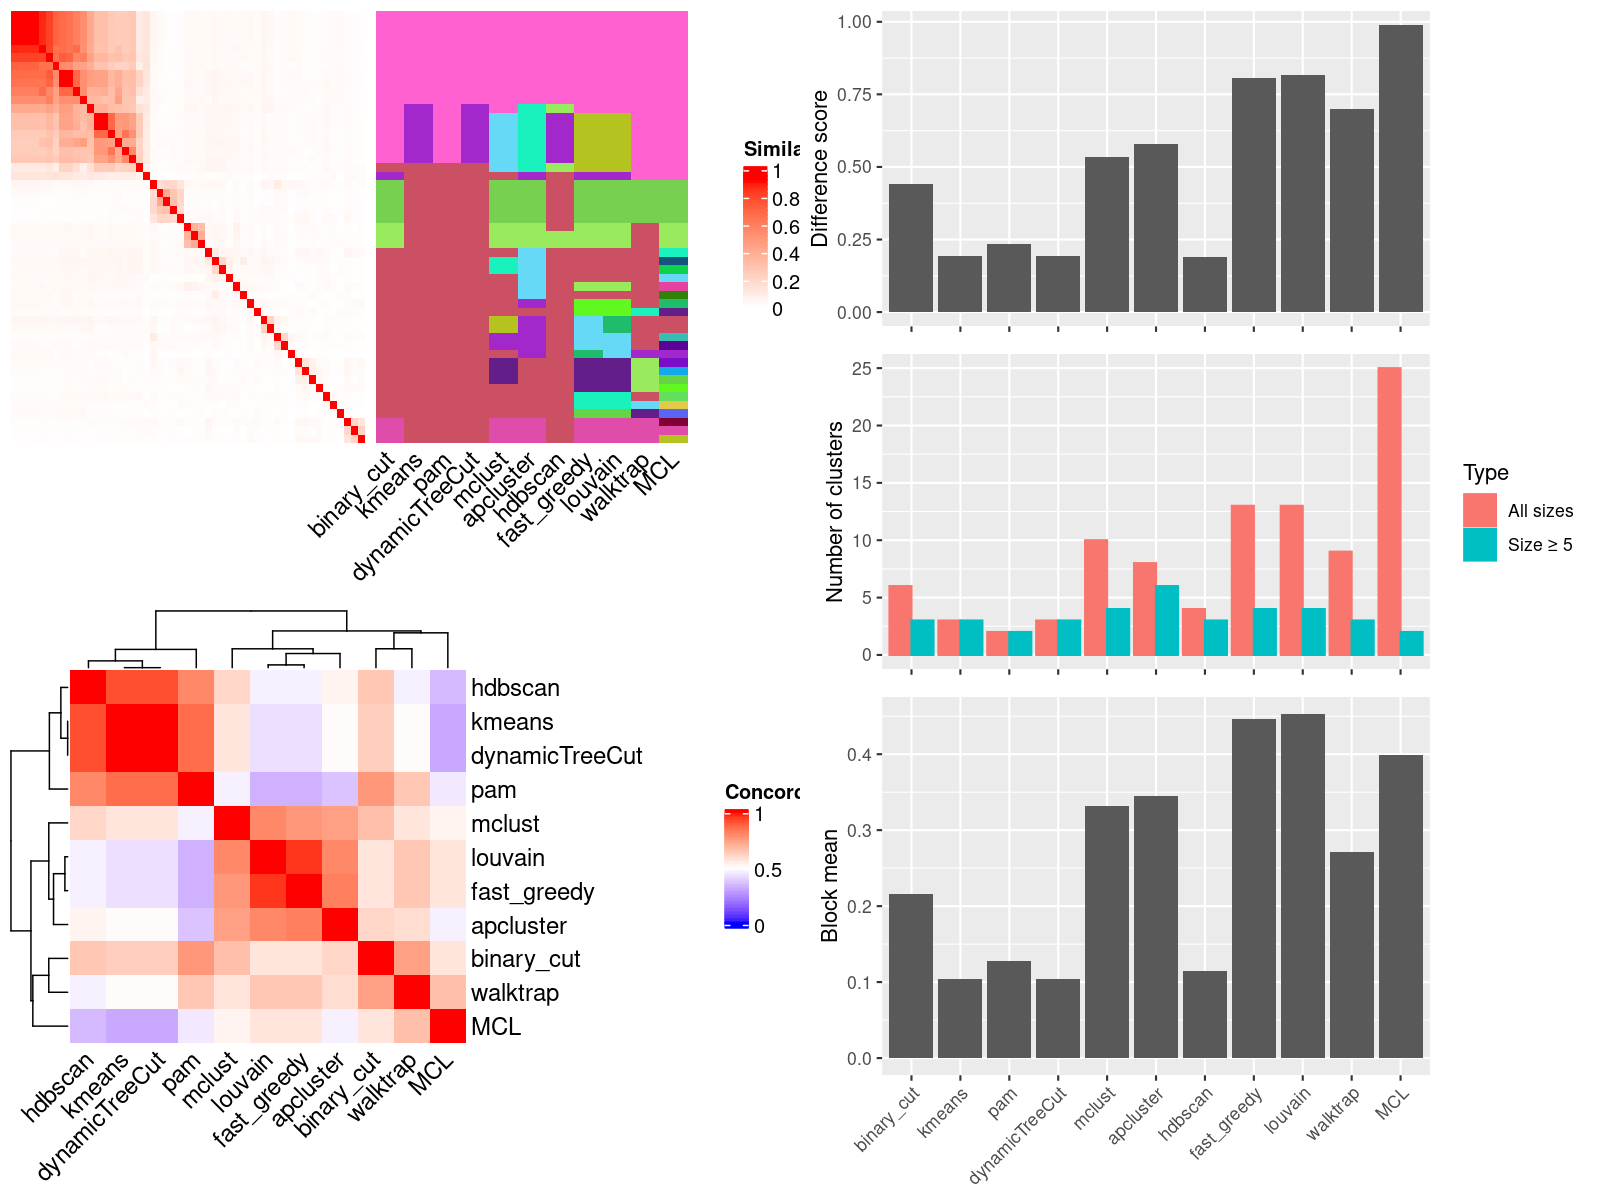 Simila
1
0.8
0.6
0.4
0.2
0
binary_cut
kmeans
pam
dynamicTreeCut
mclust
apcluster
hdbscan
fast_greedy
louvain
walktrap
MCL
hdbscan
kmeans
dynamicTreeCut
pam
mclust
louvain
fast_greedy
apcluster
binary_cut
walktrap
MCL
hdbscan
kmeans
dynamicTreeCut
pam
mclust
louvain
fast_greedy
apcluster
binary_cut
walktrap
MCL
Concord
1
0.5
0
Difference score
1.00
0.75
0.50
0.25
0.00
Number of clusters
25
20
15
10
5
0
Type
All sizes
Size ≥ 5
Block mean
0.4
0.3
0.2
0.1
0.0
binary_cut
kmeans
pam
dynamicTreeCut
mclust
apcluster
hdbscan
fast_greedy
louvain
walktrap
MCL